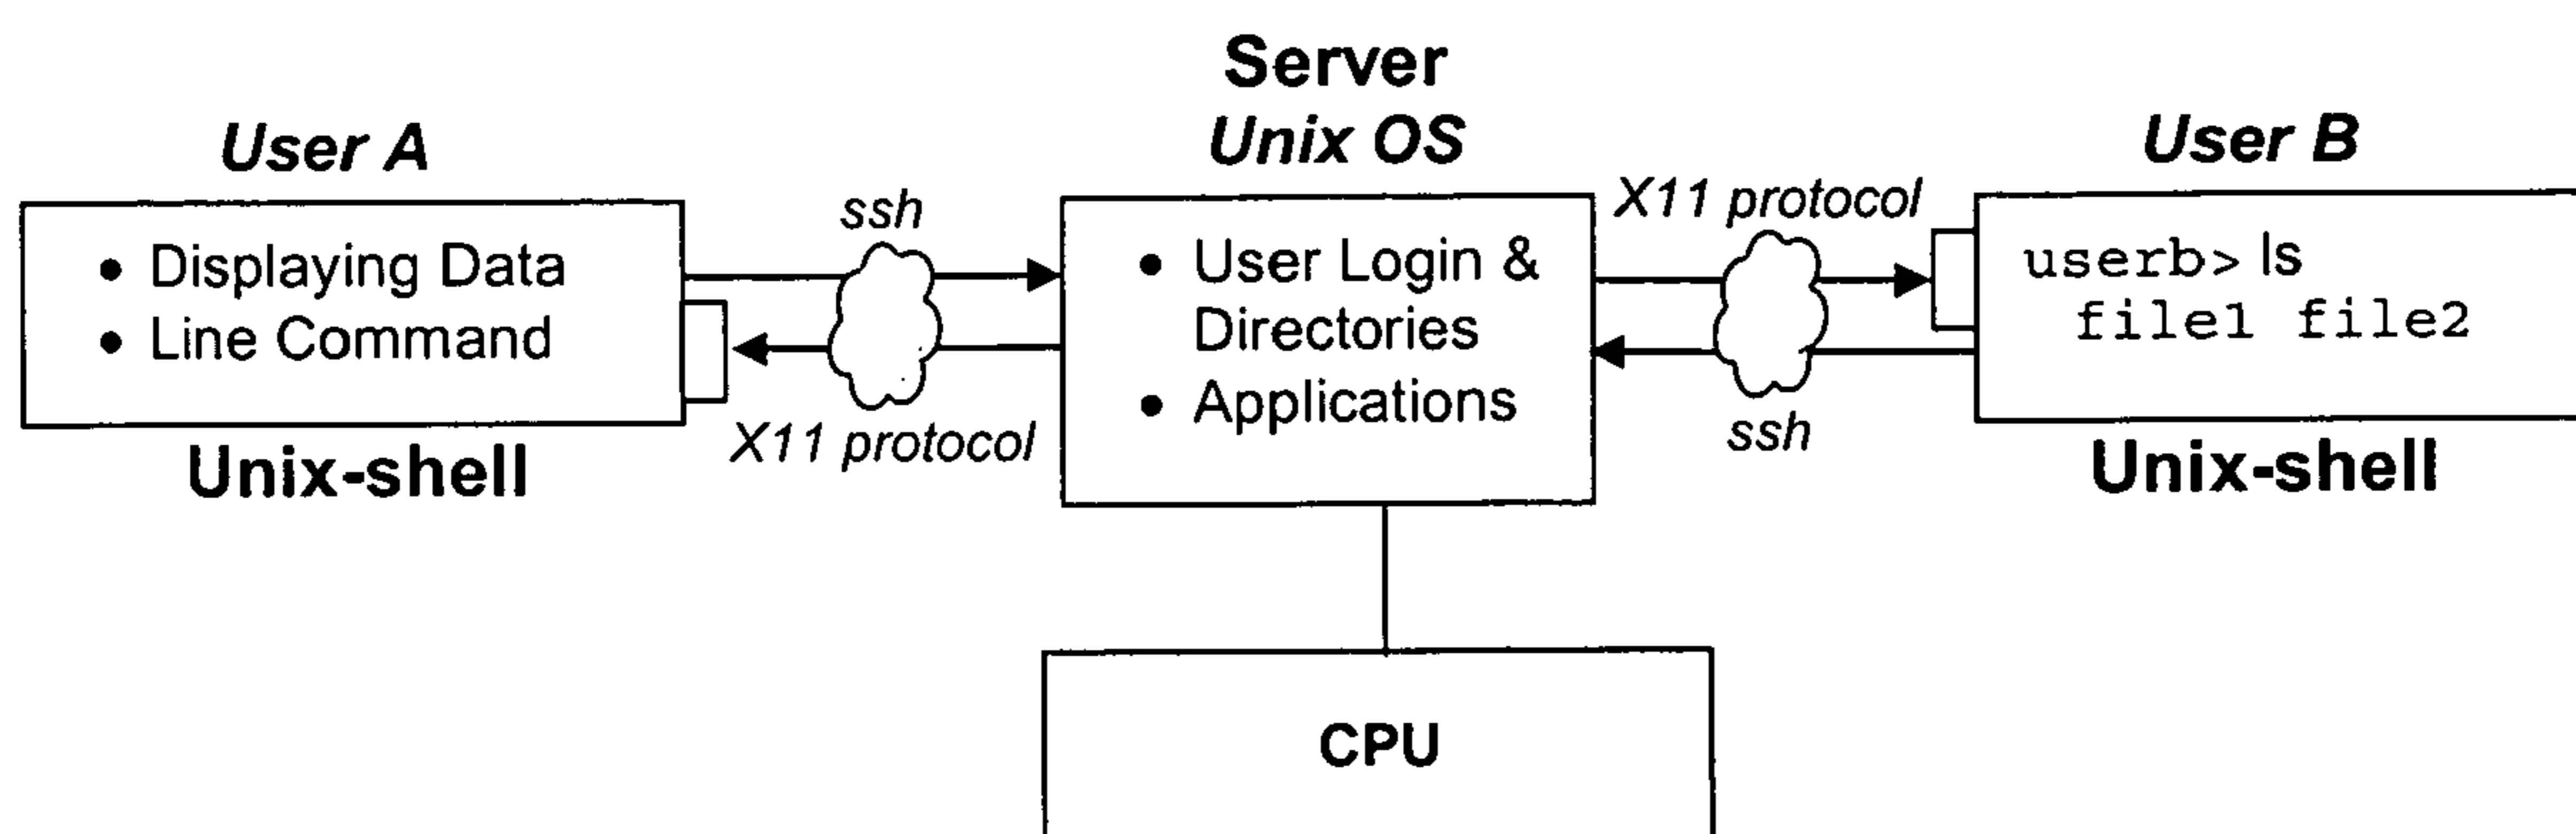 Server
Unix OS
User A
User B
ssh
X11 protocol
• Displaying Data
• Line Command
• User Login &
Directories
• Applications
userb> ls
file1 file2
X11 protocol
ssh
Unix-shell
Unix-shell
CPU